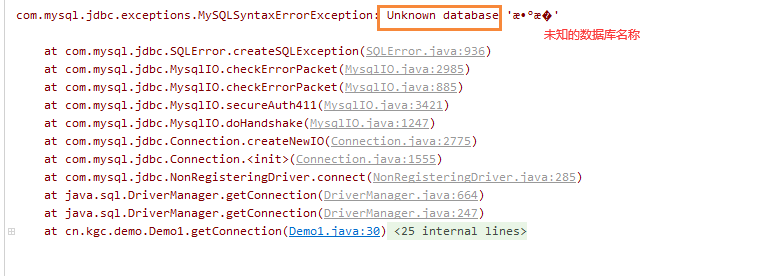 com.mysql.jdbc.exceptions.MySQLSyntaxErrorException: Unknown database 'æ•°æ�'
未知的数据库名称
at com.mysql.jdbc.SQLError.createSQLException(SQLError.java:936)
at com.mysql.jdbc.MysqlIO.checkErrorPacket(MysqlIO.java:2985)
at com.mysql.jdbc.MysqlIO.checkErrorPacket(MysqlIO.java:885)
at com.mysql.jdbc.MysqlIO.secureAuth411(MysqlIO.java:3421)
at com.mysql.jdbc.MysqlIO.doHandshake(MysqlIO.java:1247)
at com.mysql.jdbc.Connection.createNewIO(Connection.java:2775)
at com.mysql.jdbc.Connection.<init>(Connection.java:1555)
at com.mysql.jdbc.NonRegisteringDriver.connect(NonRegisteringDriver.java:285)
at java.sql.DriverManager.getConnection(DriverManager.java:664)
at java.sql.DriverManager.getConnection(DriverManager.java:247)
at cn.kgc.demo.Demo1.getConnection(Demo1.java:30) <25 internal lines>